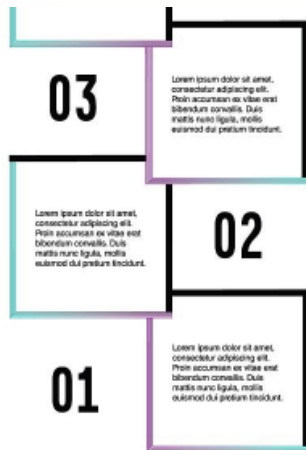 03
Lorem ipsum dolor sit amet,
consectetur adipiscing elit.
Proin accumsan ex vitae erat
bibendum convallis. Duis
mattis nunc ligula, mollis
euismod dui pretium tincidunt.
Lorem ipsum dolor sit amet,
consectetur adipiscing elit.
Proin accumsan ex vitae erat
bibendum convallis. Duis
mattis nunc ligula, mollis
euismod dui pretium tincidunt.
02
01
Lorem ipsum dolor sit amet,
consectetur adipiscing elit.
Proin accumsan ex vitae erat
bibendum convallis. Duis
mattis nunc ligula, mollis
euismod dui pretium tincidunt.